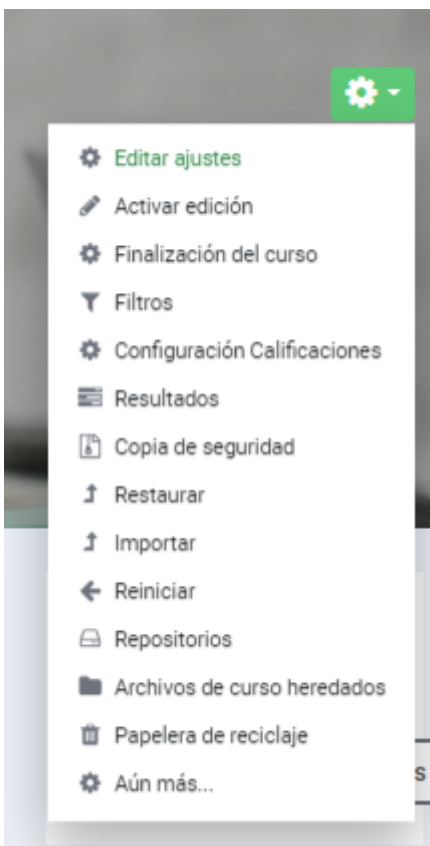 Editar ajustes
Activar edición
Finalización del curso
Filtros
Configuración Calificaciones
Resultados
Copia de seguridad
Restaurar
Importar
Reiniciar
Repositorios
Archivos de curso heredados
Papelera de reciclaje
Aún más...
s